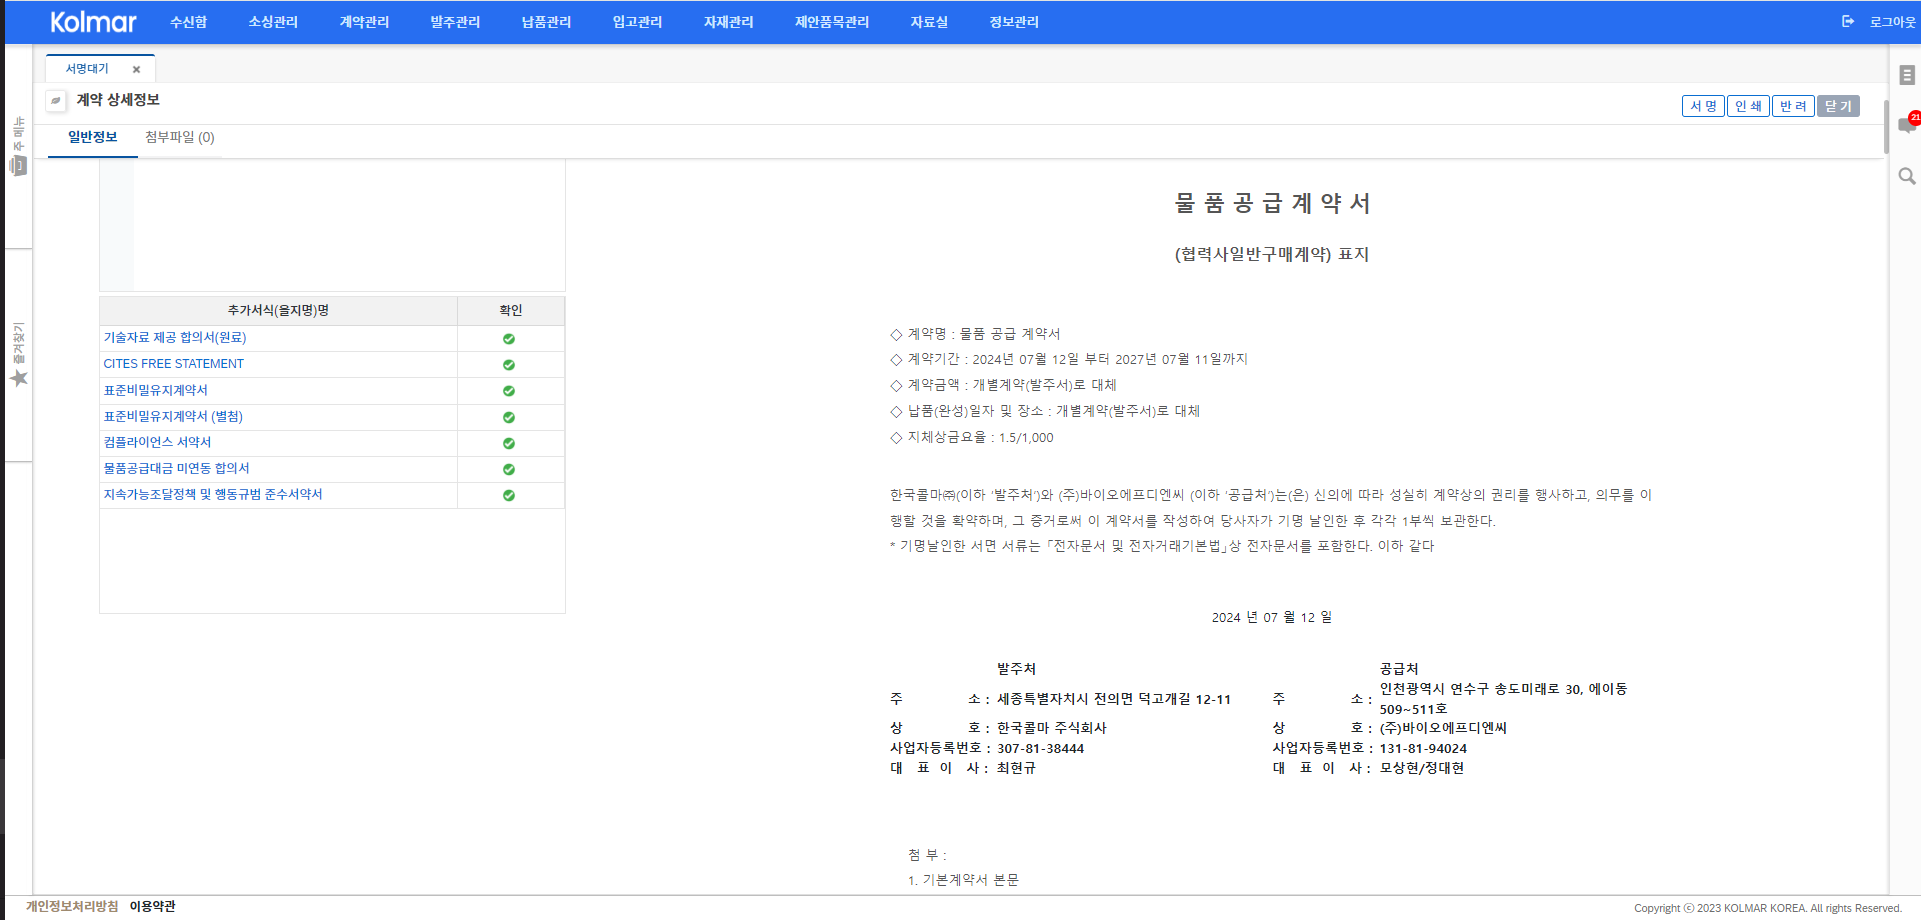 Kolmar 수신함 소싱관리 계약관리 발주관리 납품관리 입고관리 자재관리 제안품목관리 자료실 정보관리 로그아웃
서명대기
계약 상세정보
서 명 인 쇄 반 려 닫 기
일반정보 첨부파일 (0)
주 메뉴
즐겨찾기
21
추가서식(을지명)명 확인
기술자료 제공 합의서(원료)
CITES FREE STATEMENT
표준비밀유지계약서
표준비밀유지계약서 (별첨)
컴플라이언스 서약서
물품공급대금 미연동 합의서
지속가능조달정책 및 행동규범 준수서약서
물 품 공 급 계 약 서
(협력사일반구매계약) 표지
◇ 계약명 : 물품 공급 계약서
◇ 계약기간 : 2024년 07월 12일 부터 2027년 07월 11일까지
◇ 계약금액 : 개별계약(발주서)로 대체
◇ 납품(완성)일자 및 장소 : 개별계약(발주서)로 대체
◇ 지체상금요율 : 1.5/1,000
한국콜마㈜(이하 ‘발주처’)와 (주)바이오에프디엔씨 (이하 ‘공급처’)는(은) 신의에 따라 성실히 계약상의 권리를 행사하고, 의무를 이
행할 것을 확약하며, 그 증거로써 이 계약서를 작성하여 당사자가 기명 날인한 후 각각 1부씩 보관한다.
* 기명날인한 서면 서류는 「전자문서 및 전자거래기본법」상 전자문서를 포함한다. 이하 같다
2024 년 07 월 12 일
발주처
주 소 : 세종특별자치시 전의면 덕고개길 12-11
상 호 : 한국콜마 주식회사
사업자등록번호 : 307-81-38444
대 표 이 사 : 최현규
공급처
주 소 : 인천광역시 연수구 송도미래로 30, 에이동
509~511호
상 호 : (주)바이오에프디엔씨
사업자등록번호 : 131-81-94024
대 표 이 사 : 모상현/정대현
첨 부 :
1. 기본계약서 본문
개인정보처리방침 이용약관
Copyright ⓒ 2023 KOLMAR KOREA. All rights Reserved.